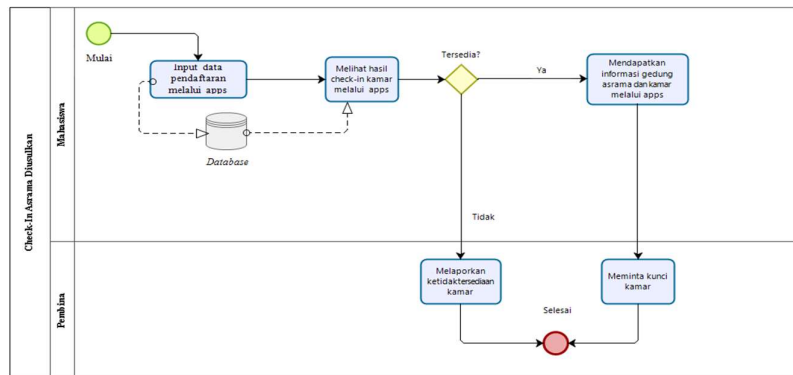 Check-In Asrama Diusulkan
Mahasiswa
Mulai
Input data
pendaftaran
melalui apps
Melihat hasil
check-in kamar
melalui apps
Tersedia?
Ya
Mendapatkan
informasi gedung
asrama dan kamar
melalui apps
Database
Tidak
Pembina
Melaporkan
ketidaktersediaan
kamar
Meminta kunci
kamar
Selesai